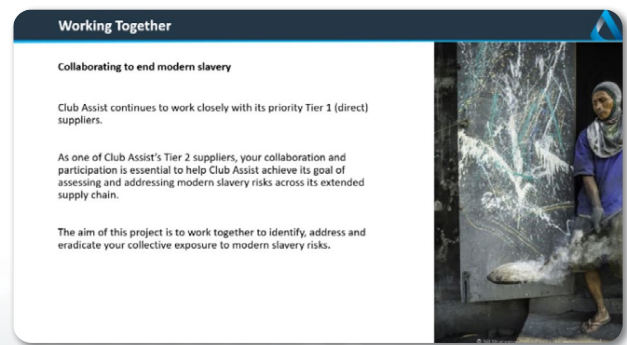 Working Together
Collaborating to end modern slavery
Club Assist continues to work closely with its priority Tier 1 (direct)
suppliers.
As one of Club Assist's Tier 2 suppliers, your collaboration and
participation is essential to help Club Assist achieve its goal of
assessing and addressing modern slavery risks across its extended
supply chain.
The aim of this project is to work together to identify, address and
eradicate your collective exposure to modern slavery risks.